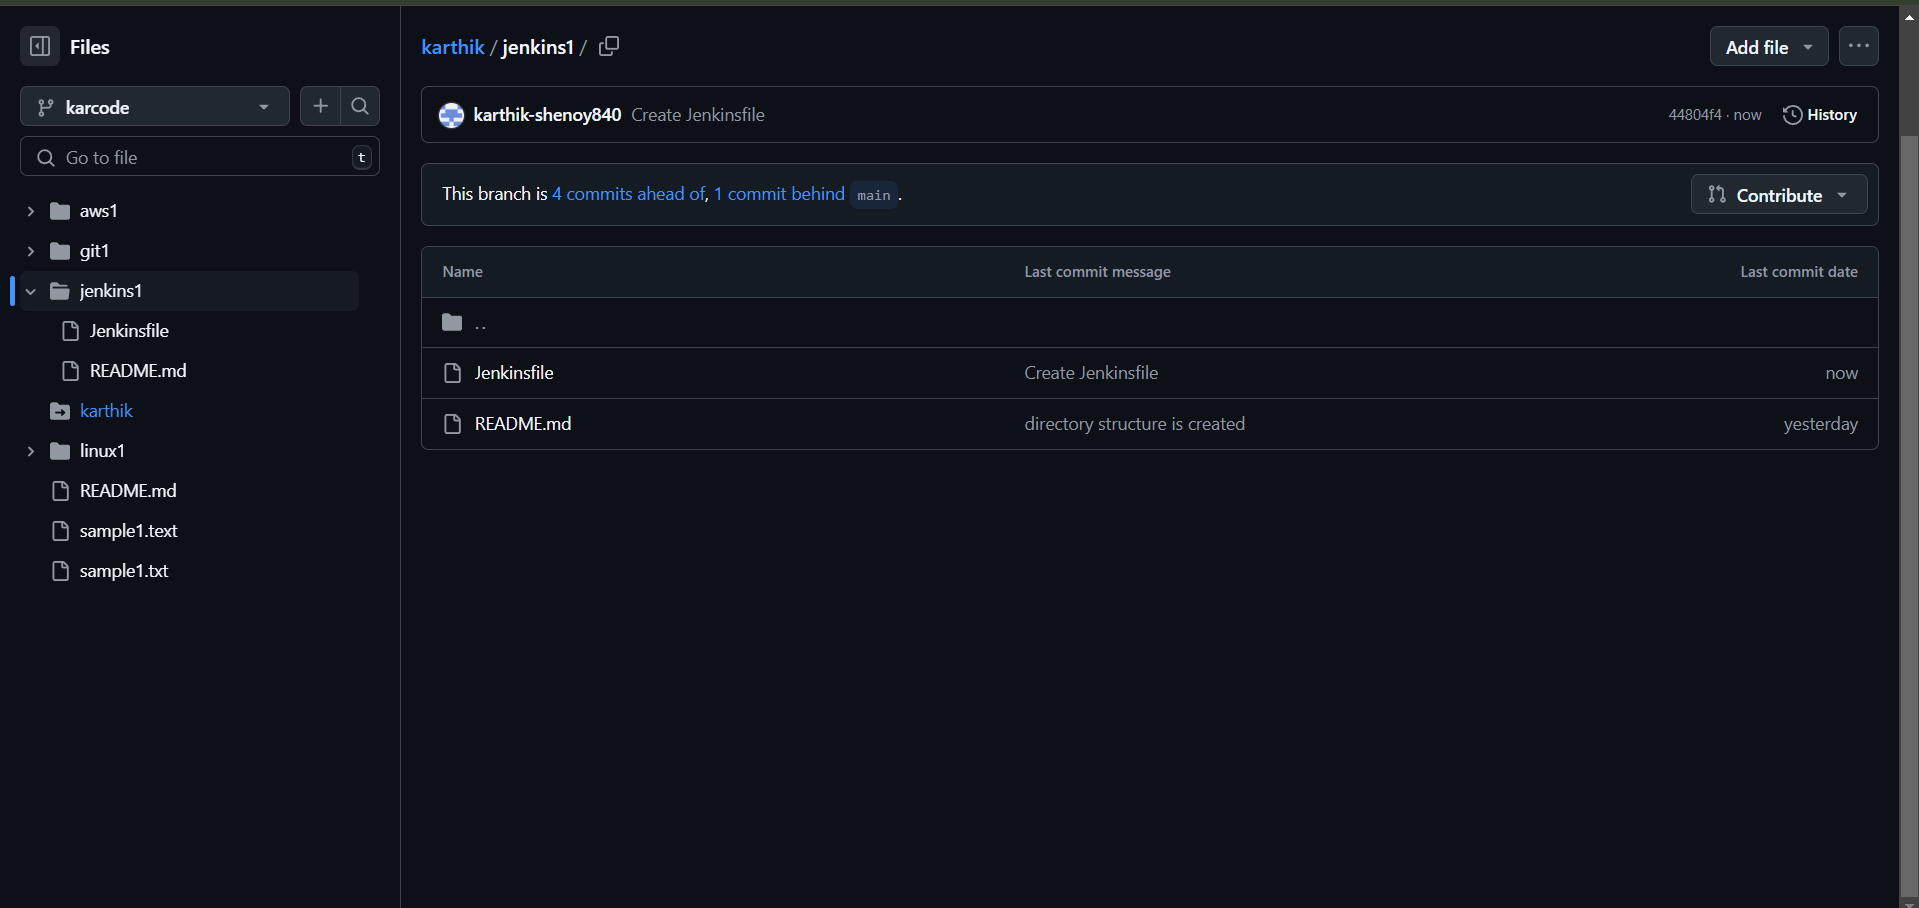 Files
karcode
Go to file
t
aws1
git1
jenkins1
Jenkinsfile
README.md
karthik
linux1
README.md
sample1.text
sample1.txt
karthik / jenkins1 /
Add file
karthik-shenoy840 Create Jenkinsfile
44804f4 · now
History
This branch is 4 commits ahead of, 1 commit behind main .
Contribute
Name Last commit message Last commit date
..
Jenkinsfile Create Jenkinsfile now
README.md directory structure is created yesterday